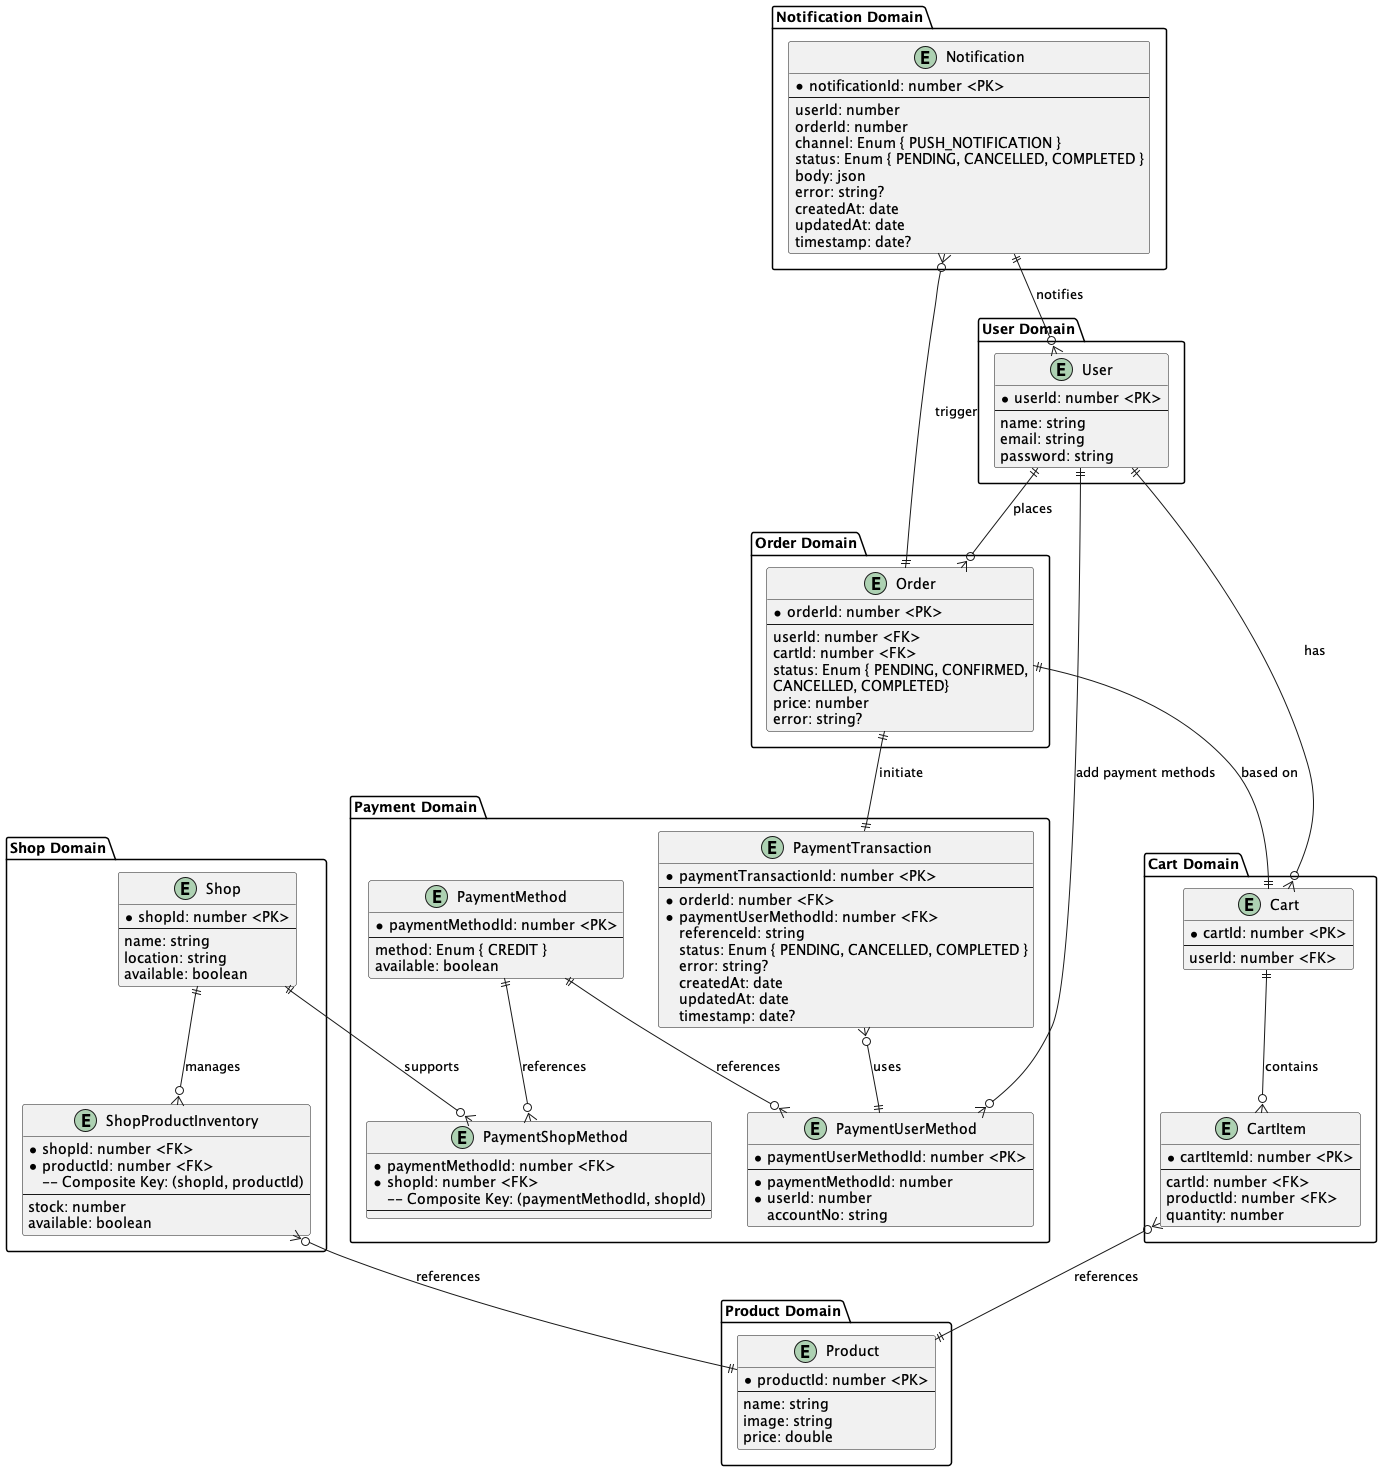 Notification Domain
E Notification
notificationId: number <PK>
userId: number
orderId: number
channel: Enum { PUSH_NOTIFICATION }
status: Enum { PENDING, CANCELLED, COMPLETED }
body: json
error: string?
createdAt: date
updatedAt: date
timestamp: date?
notifies
User Domain
E User
userId: number <PK>
name: string
email: string
password: string
trigger
places
Order Domain
E Order
orderId: number <PK>
userId: number <FK>
cartId: number <FK>
status: Enum { PENDING, CONFIRMED,
CANCELLED, COMPLETED}
price: number
error: string?
has
initiate
add payment methods
based on
Payment Domain
E PaymentTransaction
paymentTransactionId: number <PK>
orderId: number <FK>
paymentUserMethodId: number <FK>
referenceId: string
status: Enum { PENDING, CANCELLED, COMPLETED }
error: string?
createdAt: date
updatedAt: date
timestamp: date?
E PaymentMethod
paymentMethodId: number <PK>
method: Enum { CREDIT }
available: boolean
Shop Domain
E Shop
shopId: number <PK>
name: string
location: string
available: boolean
Cart Domain
E Cart
cartId: number <PK>
userId: number <FK>
manages
supports
references
references
uses
contains
E ShopProductInventory
shopId: number <FK>
productId: number <FK>
-- Composite Key: (shopId, productId)
stock: number
available: boolean
E PaymentShopMethod
paymentMethodId: number <FK>
shopId: number <FK>
-- Composite Key: (paymentMethodId, shopId)
E PaymentUserMethod
paymentUserMethodId: number <PK>
paymentMethodId: number
userId: number
accountNo: string
E CartItem
cartItemId: number <PK>
cartId: number <FK>
productId: number <FK>
quantity: number
references
references
Product Domain
E Product
productId: number <PK>
name: string
image: string
price: double